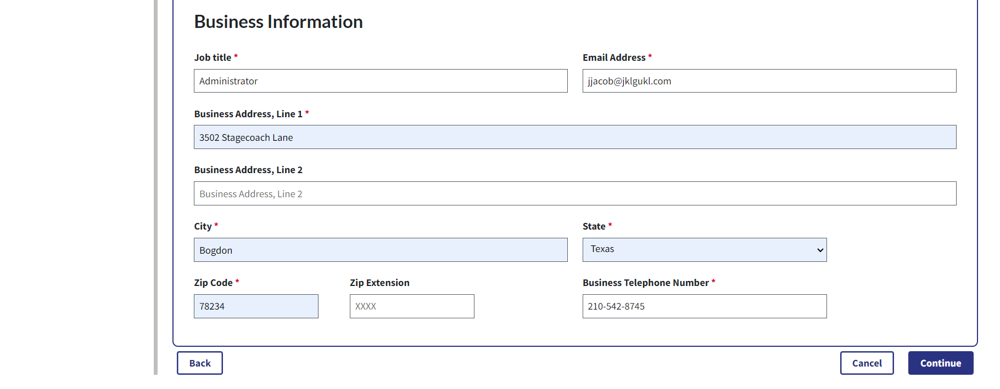 Business Information
Job title *
Email Address *
Administrator
jjacob@jklgukl.com
Business Address, Line 1 *
3502 Stagecoach Lane
Business Address, Line 2
Business Address, Line 2
City *
State *
Bogdon
Texas
Zip Code *
Zip Extension
Business Telephone Number *
78234
XXXX
210-542-8745
Back
Cancel
Continue